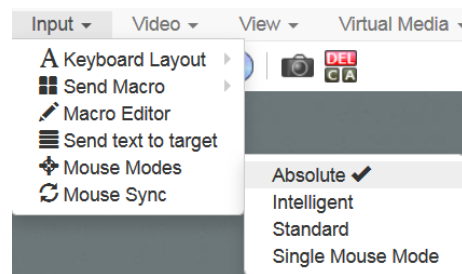 Input Video View Virtual Media
DEL
C A
Keyboard Layout
Send Macro
Macro Editor
Send text to target
Mouse Modes
Mouse Sync
Absolute
Intelligent
Standard
Single Mouse Mode